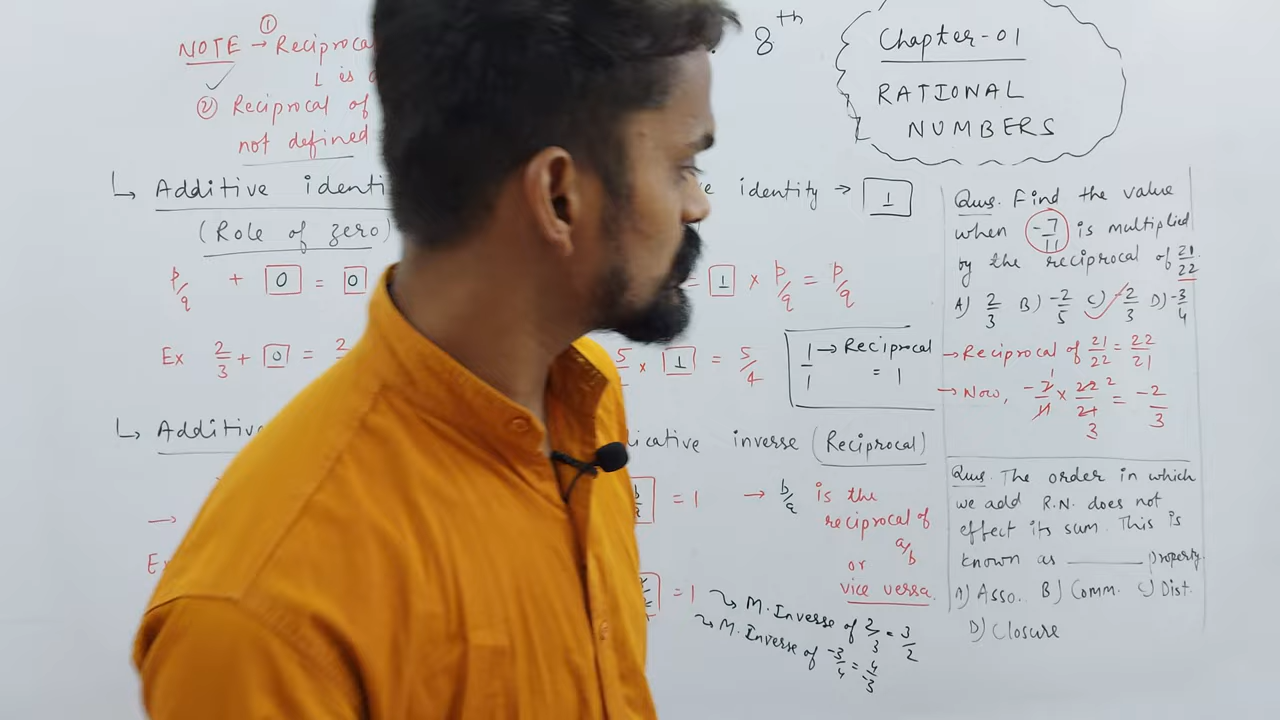 ①
NOTE → Reciproca
1 is
② Reciprocal of
not defined
8th
Chapter-01
RATIONAL
NUMBERS
↳ Additive identi
(Role of zero)
p/q + 0 = 0
Ex 2/3 + 0 = 2
identity → 1
= 1 × p/q = p/q
× 1 = 5/4
1/1 → Reciprocal
= 1
↳ Additive
→
Ex
licative inverse (Reciprocal)
= 1 → b/a is the
reciprocal of
a/b
or
vice versa.
= 1
↝ M. Inverse of 2/3 = 3/2
↝ M. Inverse of -3/4 = 4/-3
Ques. Find the value
when -7/11 is multiplied
by the reciprocal of 21/22
A) 2/3 B) -2/5 C) -2/3 D) -3/4
→ Reciprocal of 21/22 = 22/21
→ Now, -7/11 × 22/21 = -2/3
1 2
3
Ques. The order in which
we add R.N. does not
effect its sum. This is
known as ______ property.
A) Asso. B) Comm. C) Dist.
D) Closure